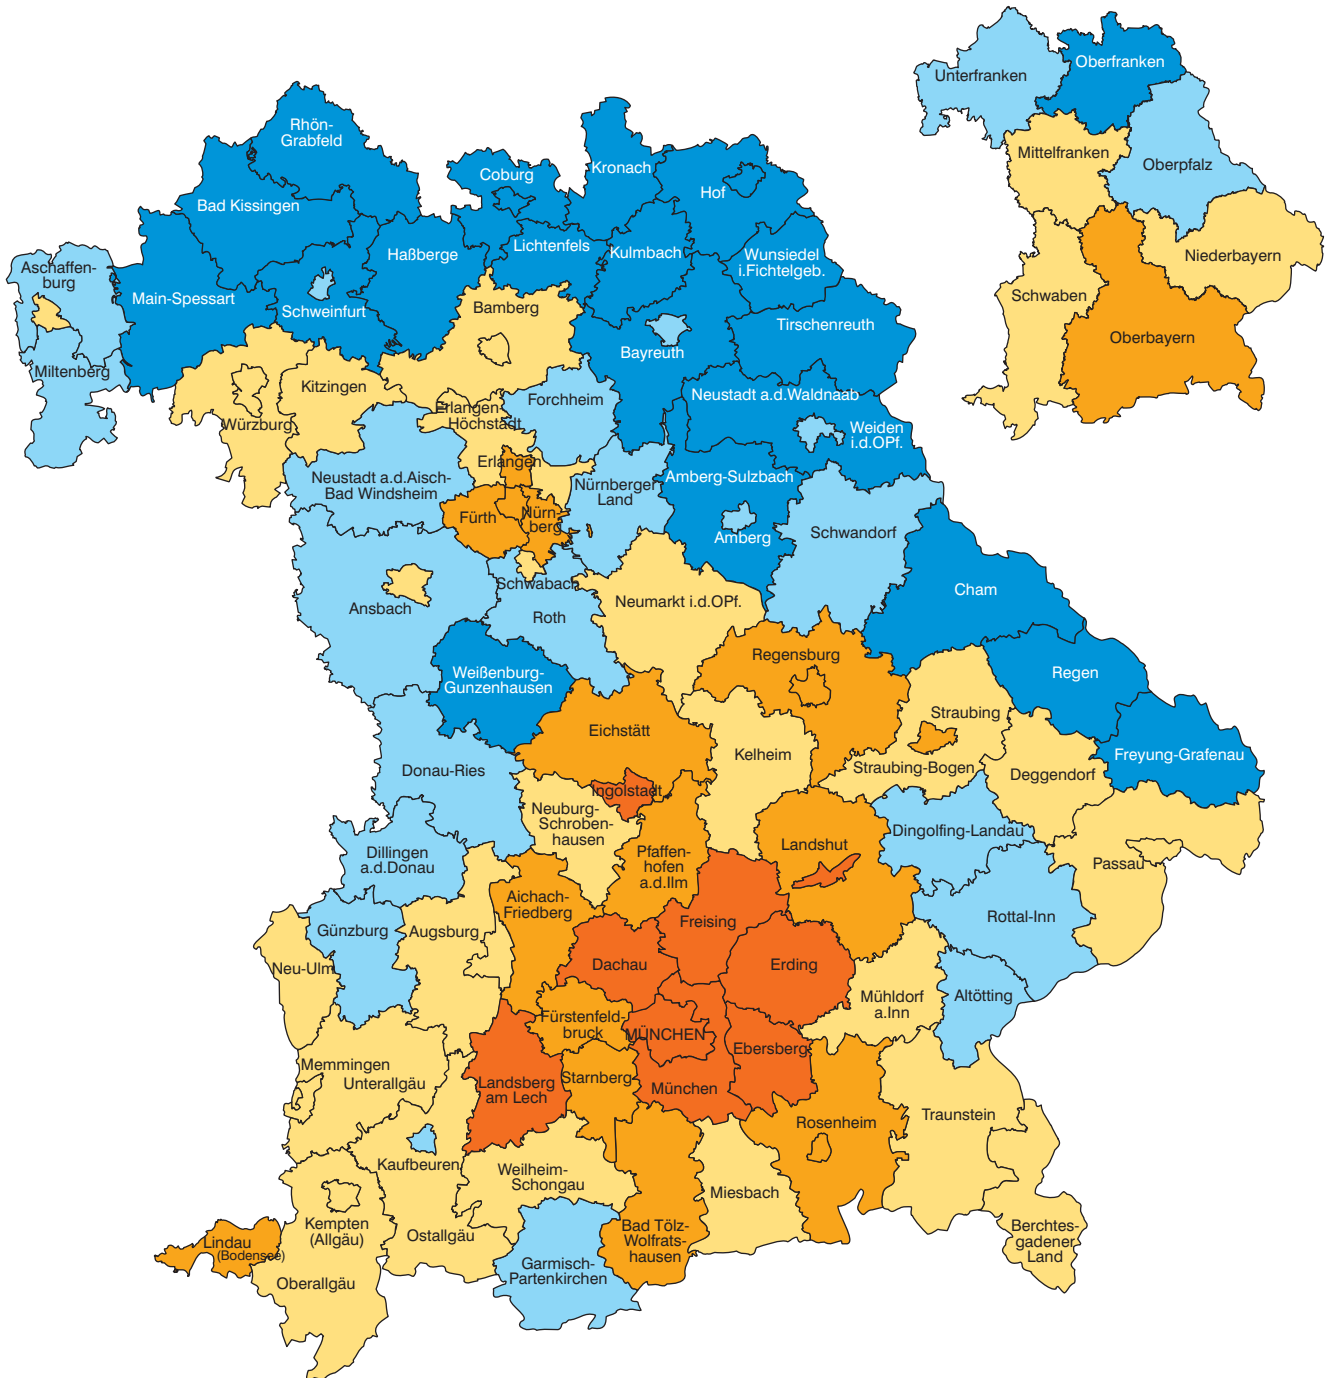 Unterfranken
Oberfranken
Mittelfranken
Oberpfalz
Niederbayern
Schwaben
Oberbayern
Rhön-
Grabfeld
Coburg
Kronach
Hof
Bad Kissingen
Lichtenfels
Kulmbach
Haßberge
Wunsiedel
i.Fichtelgeb.
Aschaffen-
burg
Main-Spessart
Schweinfurt
Bamberg
Tirschenreuth
Bayreuth
Miltenberg
Kitzingen
Forchheim
Neustadt a.d.Waldnaab
Erlangen-
Höchstadt
Würzburg
Weiden
i.d.OPf.
Erlangen
Neustadt a.d.Aisch-
Bad Windsheim
Nürnberger
Land
Amberg-Sulzbach
Fürth
Nürn-
berg
Amberg
Schwandorf
Schwabach
Cham
Ansbach
Roth
Neumarkt i.d.OPf.
Regensburg
Weißenburg-
Gunzenhausen
Regen
Straubing
Eichstätt
Kelheim
Freyung-Grafenau
Donau-Ries
Straubing-Bogen
Deggendorf
Ingolstadt
Neuburg-
Schroben-
hausen
Dingolfing-Landau
Landshut
Dillingen
a.d.Donau
Pfaffen-
hofen
a.d.Ilm
Passau
Aichach-
Friedberg
Rottal-Inn
Freising
Günzburg
Augsburg
Neu-Ulm
Dachau
Erding
Mühldorf
a.Inn
Altötting
Fürstenfeld-
bruck
MÜNCHEN
Ebersberg
Memmingen
Unterallgäu
Landsberg
am Lech
Starnberg
München
Traunstein
Rosenheim
Kaufbeuren
Weilheim-
Schongau
Miesbach
Kempten
(Allgäu)
Bad Tölz-
Wolfrats-
hausen
Berchtes-
gadener
Land
Lindau
(Bodensee)
Ostallgäu
Garmisch-
Partenkirchen
Oberallgäu